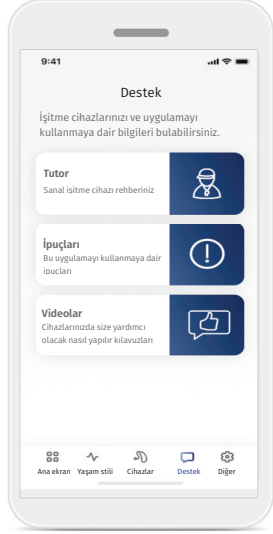 9:41
Destek
İşitme cihazlarınızı ve uygulamayı
kullanmaya dair bilgileri bulabilirsiniz.
Tutor
Sanal işitme cihazı rehberiniz
İpuçları
Bu uygulamayı kullanmaya dair
ipuçları
Videolar
Cihazlarınızda size yardımcı
olacak nasıl yapılır kılavuzları
Ana ekran Yaşam stili Cihazlar Destek Diğer